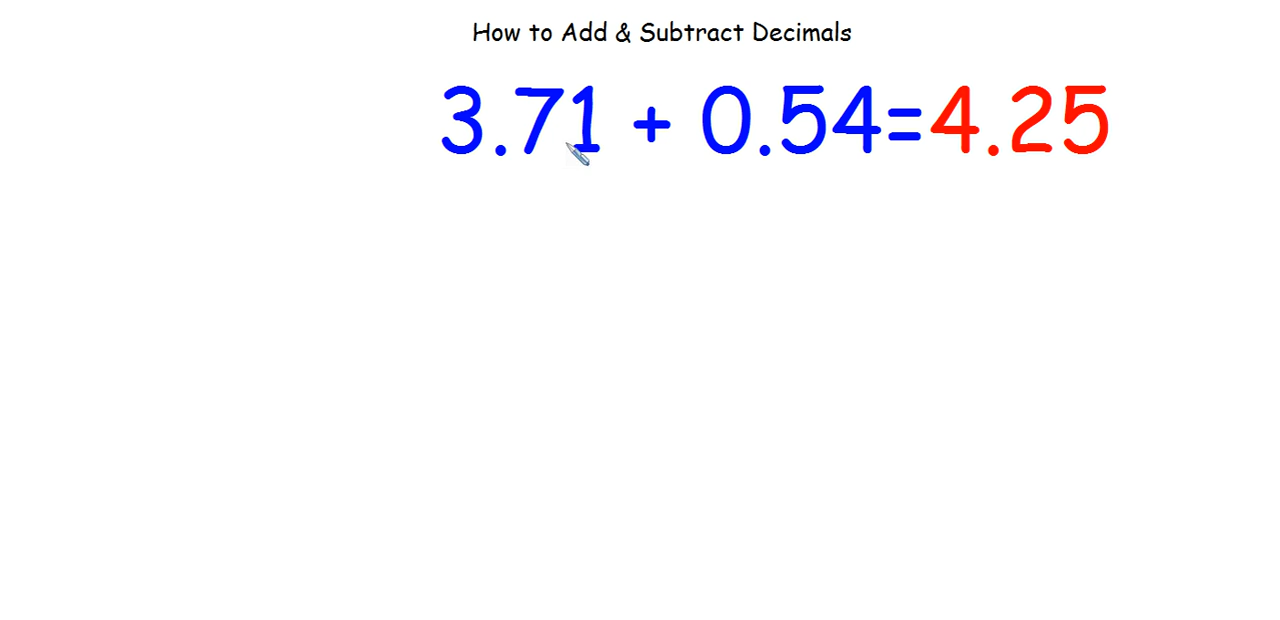 How to Add & Subtract Decimals
3.71 + 0.54=4.25